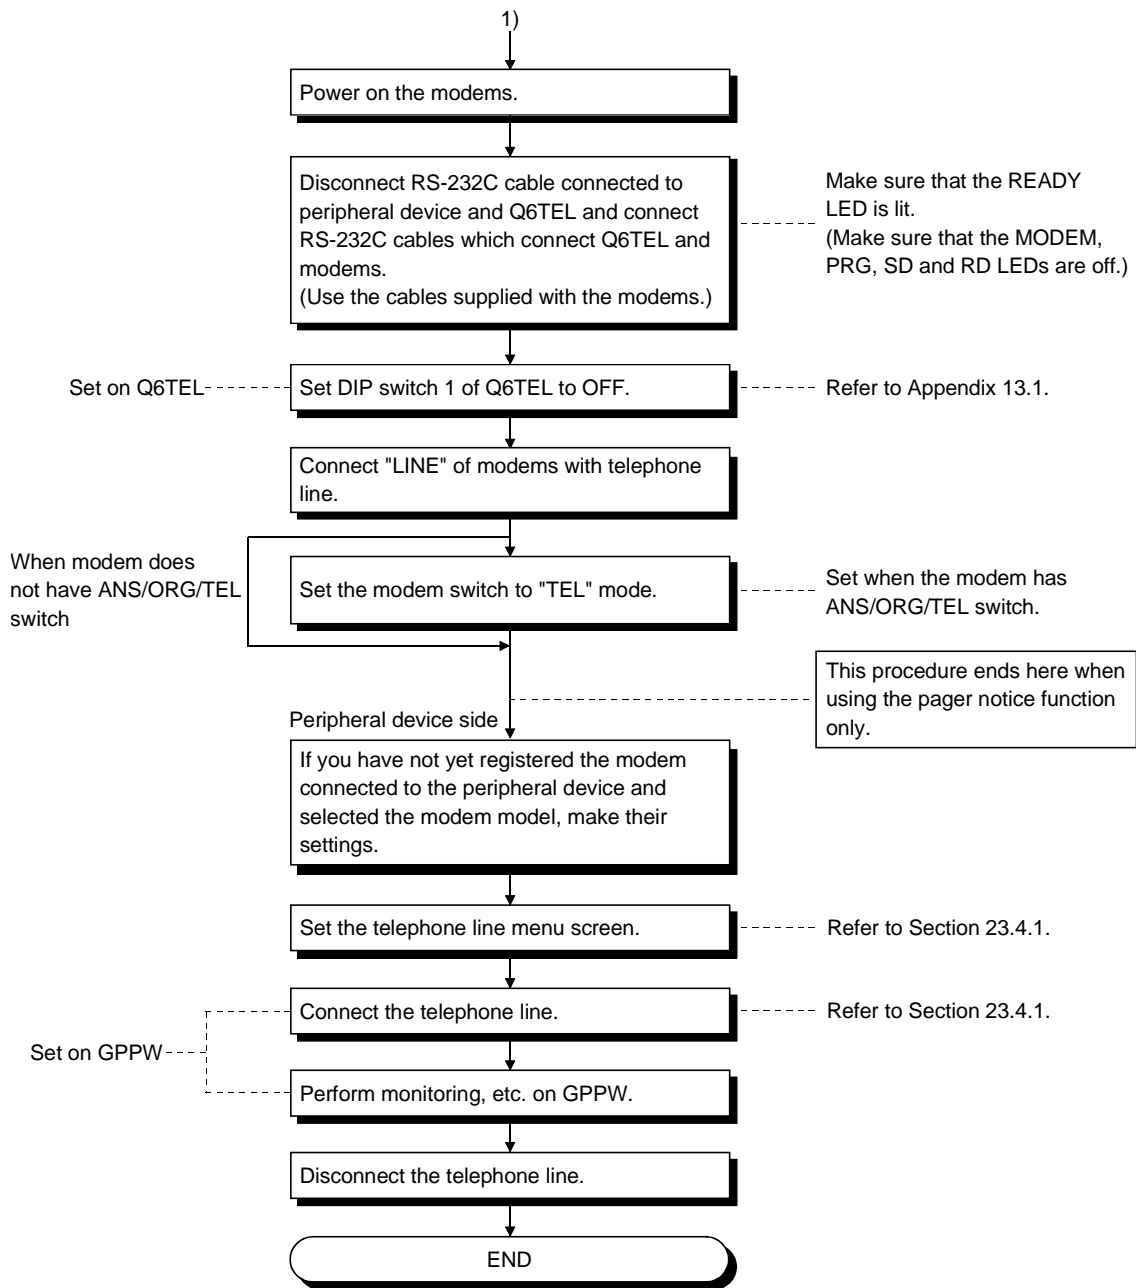 1)
Power on the modems.
Disconnect RS-232C cable connected to
peripheral device and Q6TEL and connect
RS-232C cables which connect Q6TEL and
modems.
(Use the cables supplied with the modems.)
Make sure that the READY
LED is lit.
(Make sure that the MODEM,
PRG, SD and RD LEDs are off.)
Set on Q6TEL
Set DIP switch 1 of Q6TEL to OFF.
Refer to Appendix 13.1.
Connect "LINE" of modems with telephone
line.
When modem does
not have ANS/ORG/TEL
switch
Set the modem switch to "TEL" mode.
Set when the modem has
ANS/ORG/TEL switch.
This procedure ends here when
using the pager notice function
only.
Peripheral device side
If you have not yet registered the modem
connected to the peripheral device and
selected the modem model, make their
settings.
Set the telephone line menu screen.
Refer to Section 23.4.1.
Connect the telephone line.
Refer to Section 23.4.1.
Set on GPPW
Perform monitoring, etc. on GPPW.
Disconnect the telephone line.
END